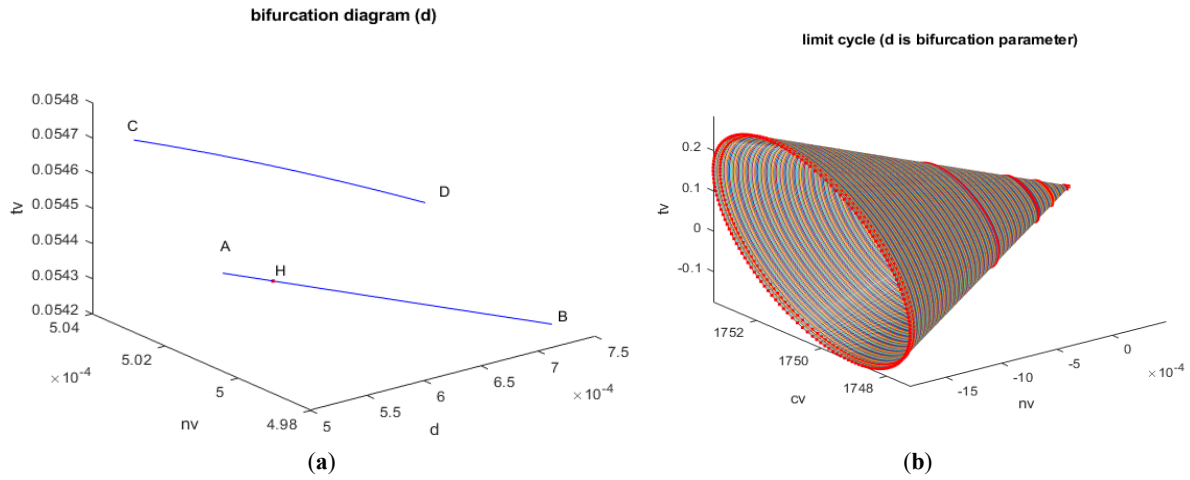 bifurcation diagram (d)
0.0548
0.0547
0.0546
0.0545
0.0544
0.0543
0.0542
tv
C
D
A
H
B
5.04
5.02
5
4.98
×10⁻⁴
nv
5
5.5
6
6.5
7
7.5
×10⁻⁴
d
(a)
limit cycle (d is bifurcation parameter)
0.2
0.1
0
-0.1
tv
1752
1750
1748
cv
-15
-10
-5
0
×10⁻⁴
nv
(b)